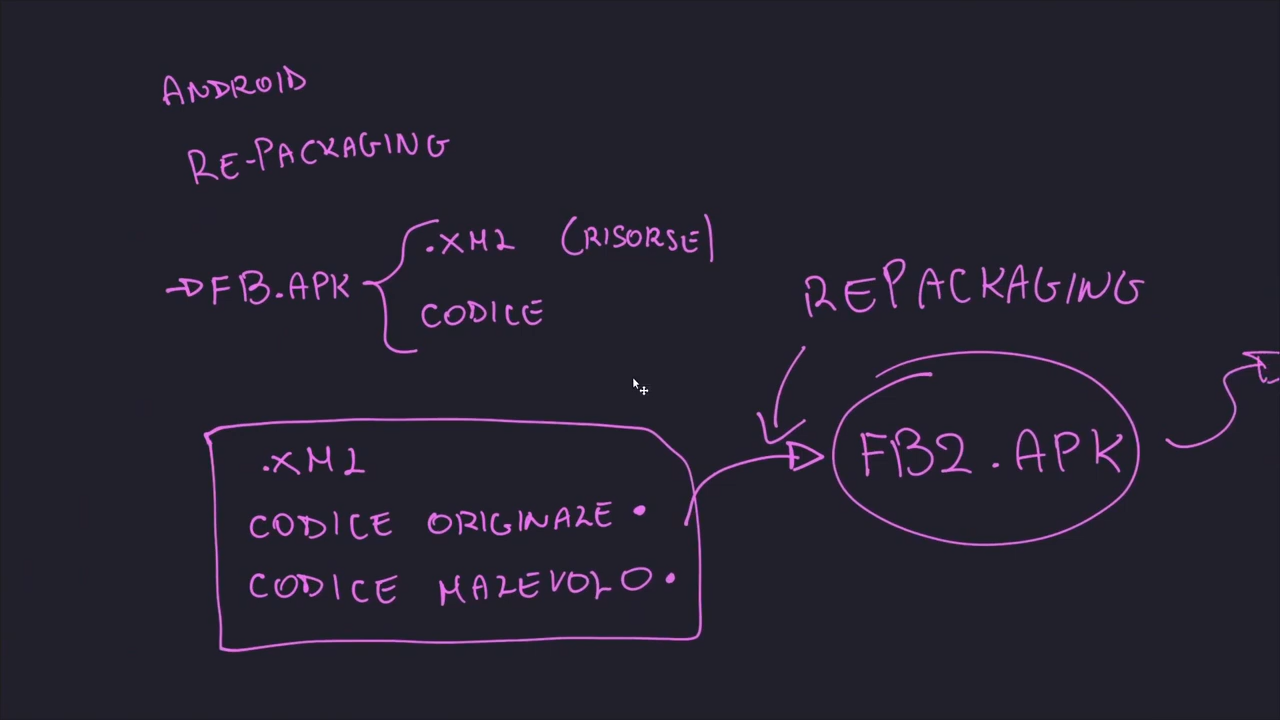 ANDROID
RE-PACKAGING
.XML (RISORSE)
FB.APK
CODICE
REPACKAGING
.XML
CODICE ORIGINALE
CODICE MALEVOLO
FB2.APK